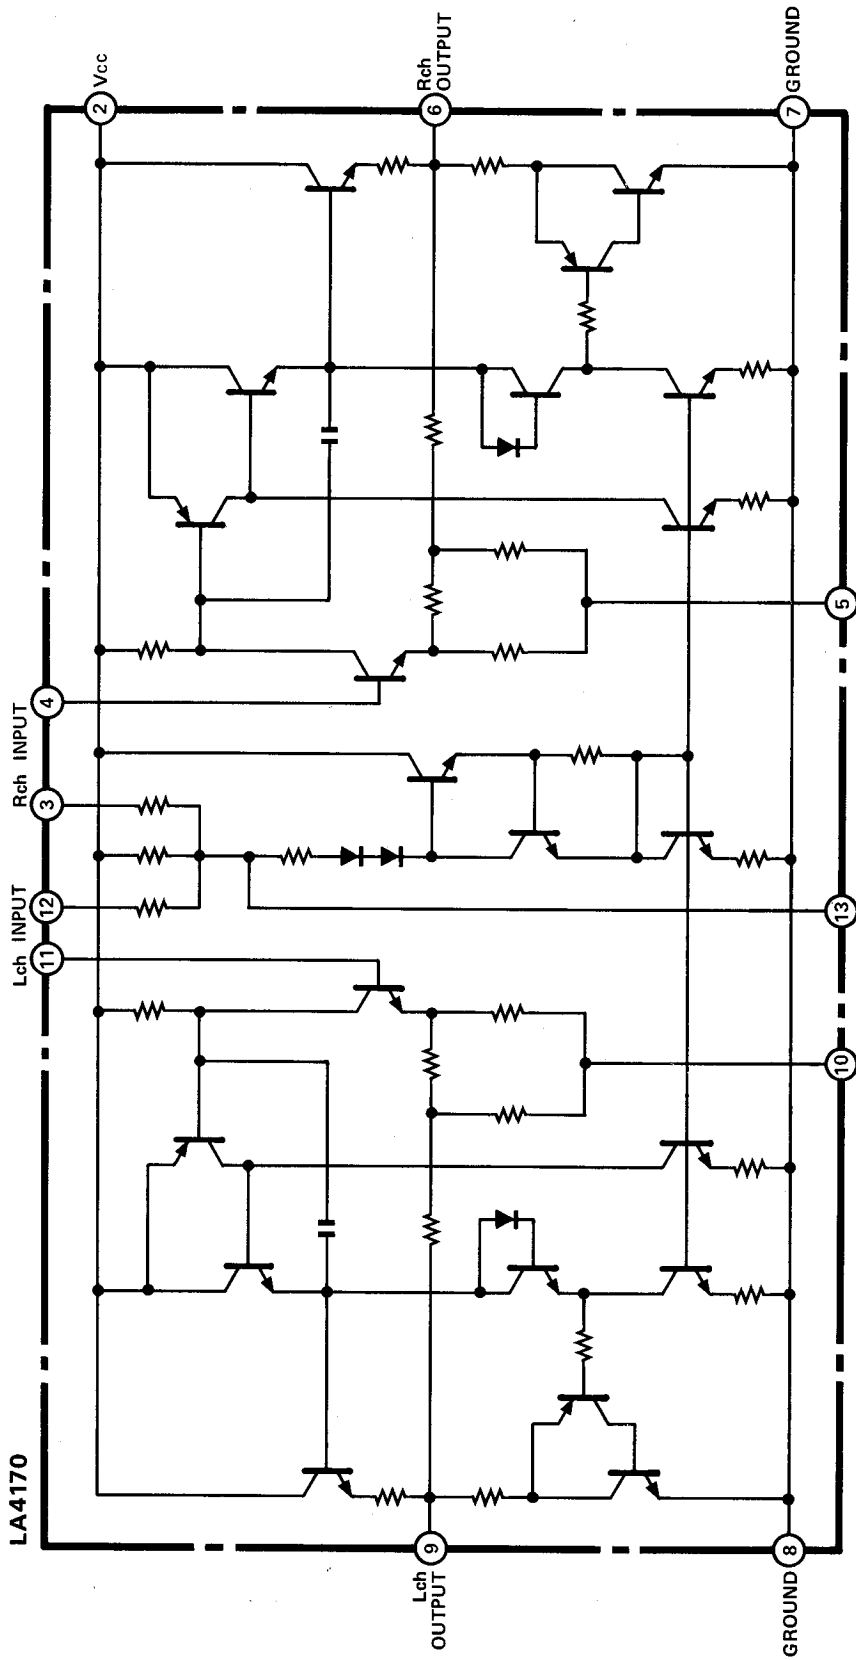 LA4170
Lch INPUT
Rch INPUT
11
12
3
4
2
Vcc
9
Lch
OUTPUT
6
Rch
OUTPUT
8
GROUND
7
GROUND
10
13
5